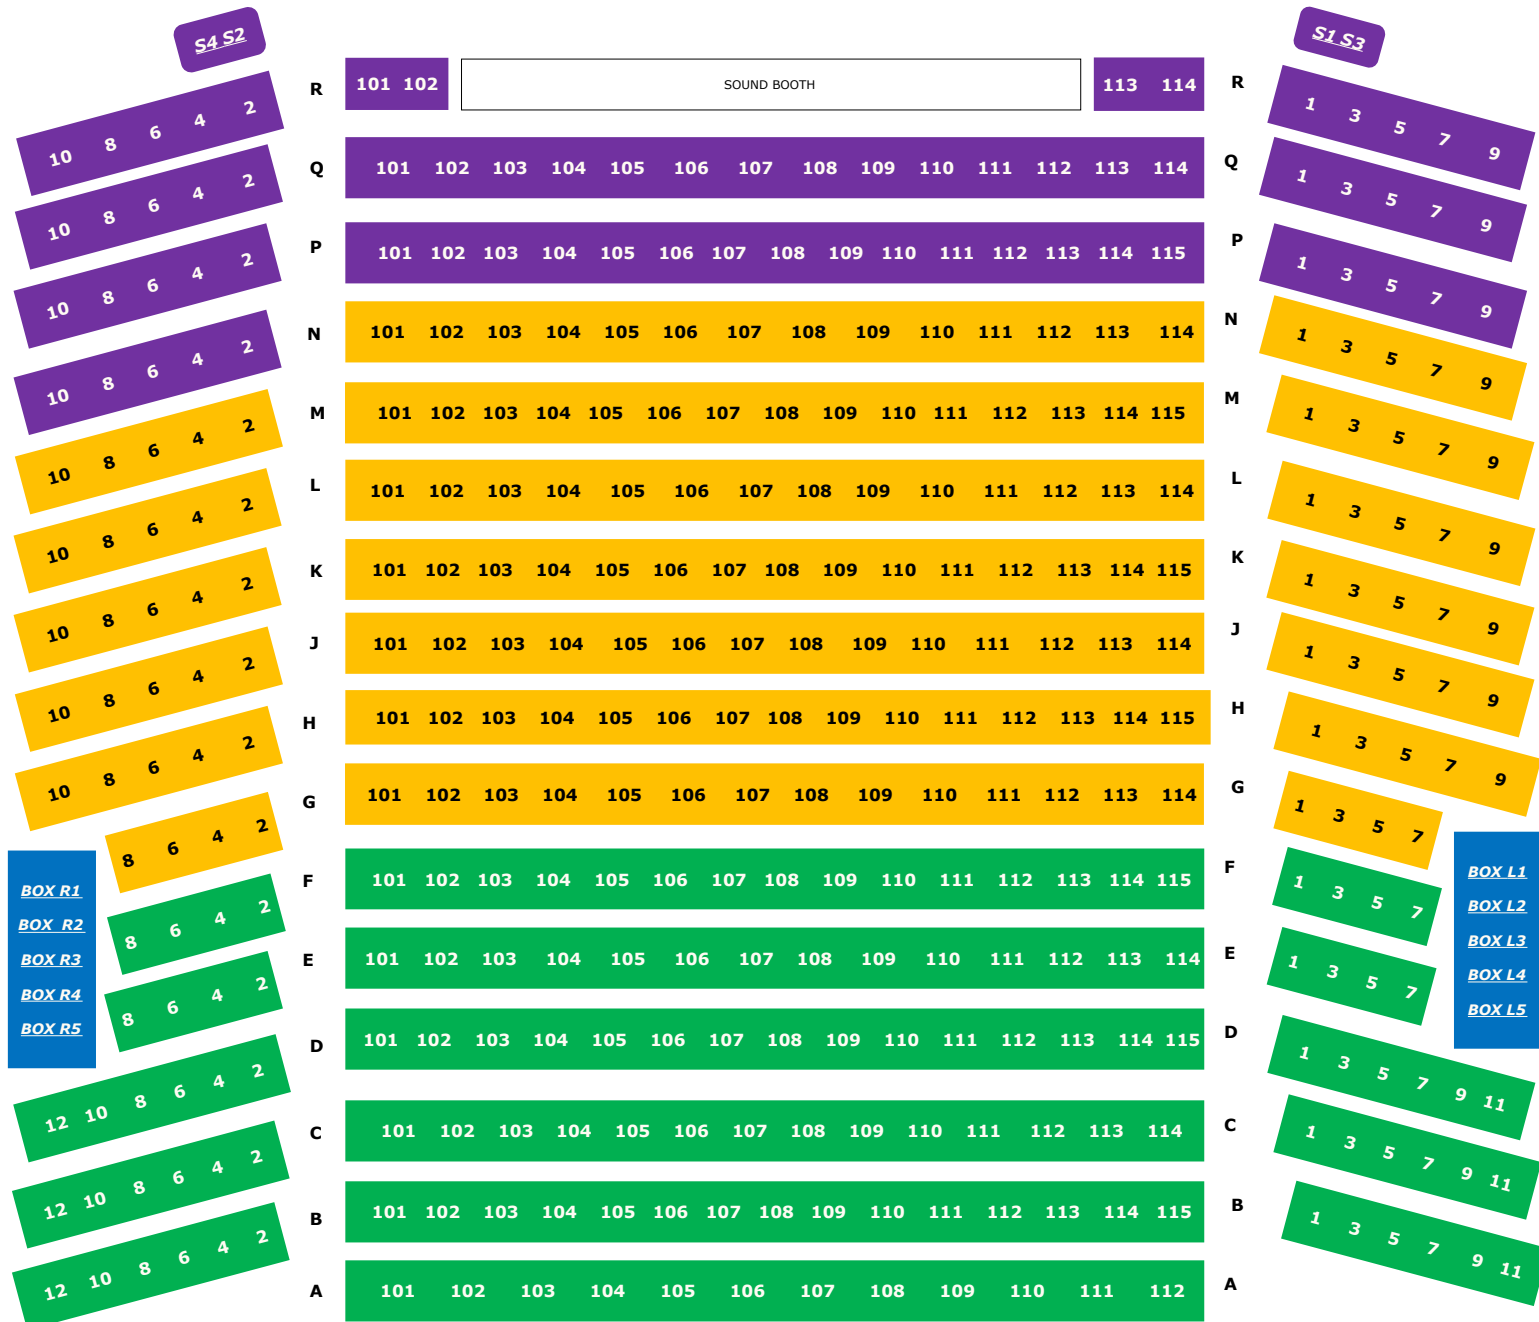 S4 S2
S1 S3
10 8 6 4 2
R
101 102
SOUND BOOTH
113 114
R
1 3 5 7 9
10 8 6 4 2
Q
101 102 103 104 105 106 107 108 109 110 111 112 113 114
Q
1 3 5 7 9
10 8 6 4 2
P
101 102 103 104 105 106 107 108 109 110 111 112 113 114 115
P
1 3 5 7 9
10 8 6 4 2
N
101 102 103 104 105 106 107 108 109 110 111 112 113 114
N
1 3 5 7 9
10 8 6 4 2
M
101 102 103 104 105 106 107 108 109 110 111 112 113 114 115
M
1 3 5 7 9
10 8 6 4 2
L
101 102 103 104 105 106 107 108 109 110 111 112 113 114
L
1 3 5 7 9
10 8 6 4 2
K
101 102 103 104 105 106 107 108 109 110 111 112 113 114 115
K
1 3 5 7 9
10 8 6 4 2
J
101 102 103 104 105 106 107 108 109 110 111 112 113 114
J
1 3 5 7 9
10 8 6 4 2
H
101 102 103 104 105 106 107 108 109 110 111 112 113 114 115
H
1 3 5 7 9
8 6 4 2
G
101 102 103 104 105 106 107 108 109 110 111 112 113 114
G
1 3 5 7
8 6 4 2
F
101 102 103 104 105 106 107 108 109 110 111 112 113 114 115
F
1 3 5 7
BOX R1
BOX R2
BOX R3
BOX R4
BOX R5
BOX L1
BOX L2
BOX L3
BOX L4
BOX L5
8 6 4 2
E
101 102 103 104 105 106 107 108 109 110 111 112 113 114
E
1 3 5 7
12 10 8 6 4 2
D
101 102 103 104 105 106 107 108 109 110 111 112 113 114 115
D
1 3 5 7 9 11
12 10 8 6 4 2
C
101 102 103 104 105 106 107 108 109 110 111 112 113 114
C
1 3 5 7 9 11
12 10 8 6 4 2
B
101 102 103 104 105 106 107 108 109 110 111 112 113 114 115
B
1 3 5 7 9 11
A
101 102 103 104 105 106 107 108 109 110 111 112
A